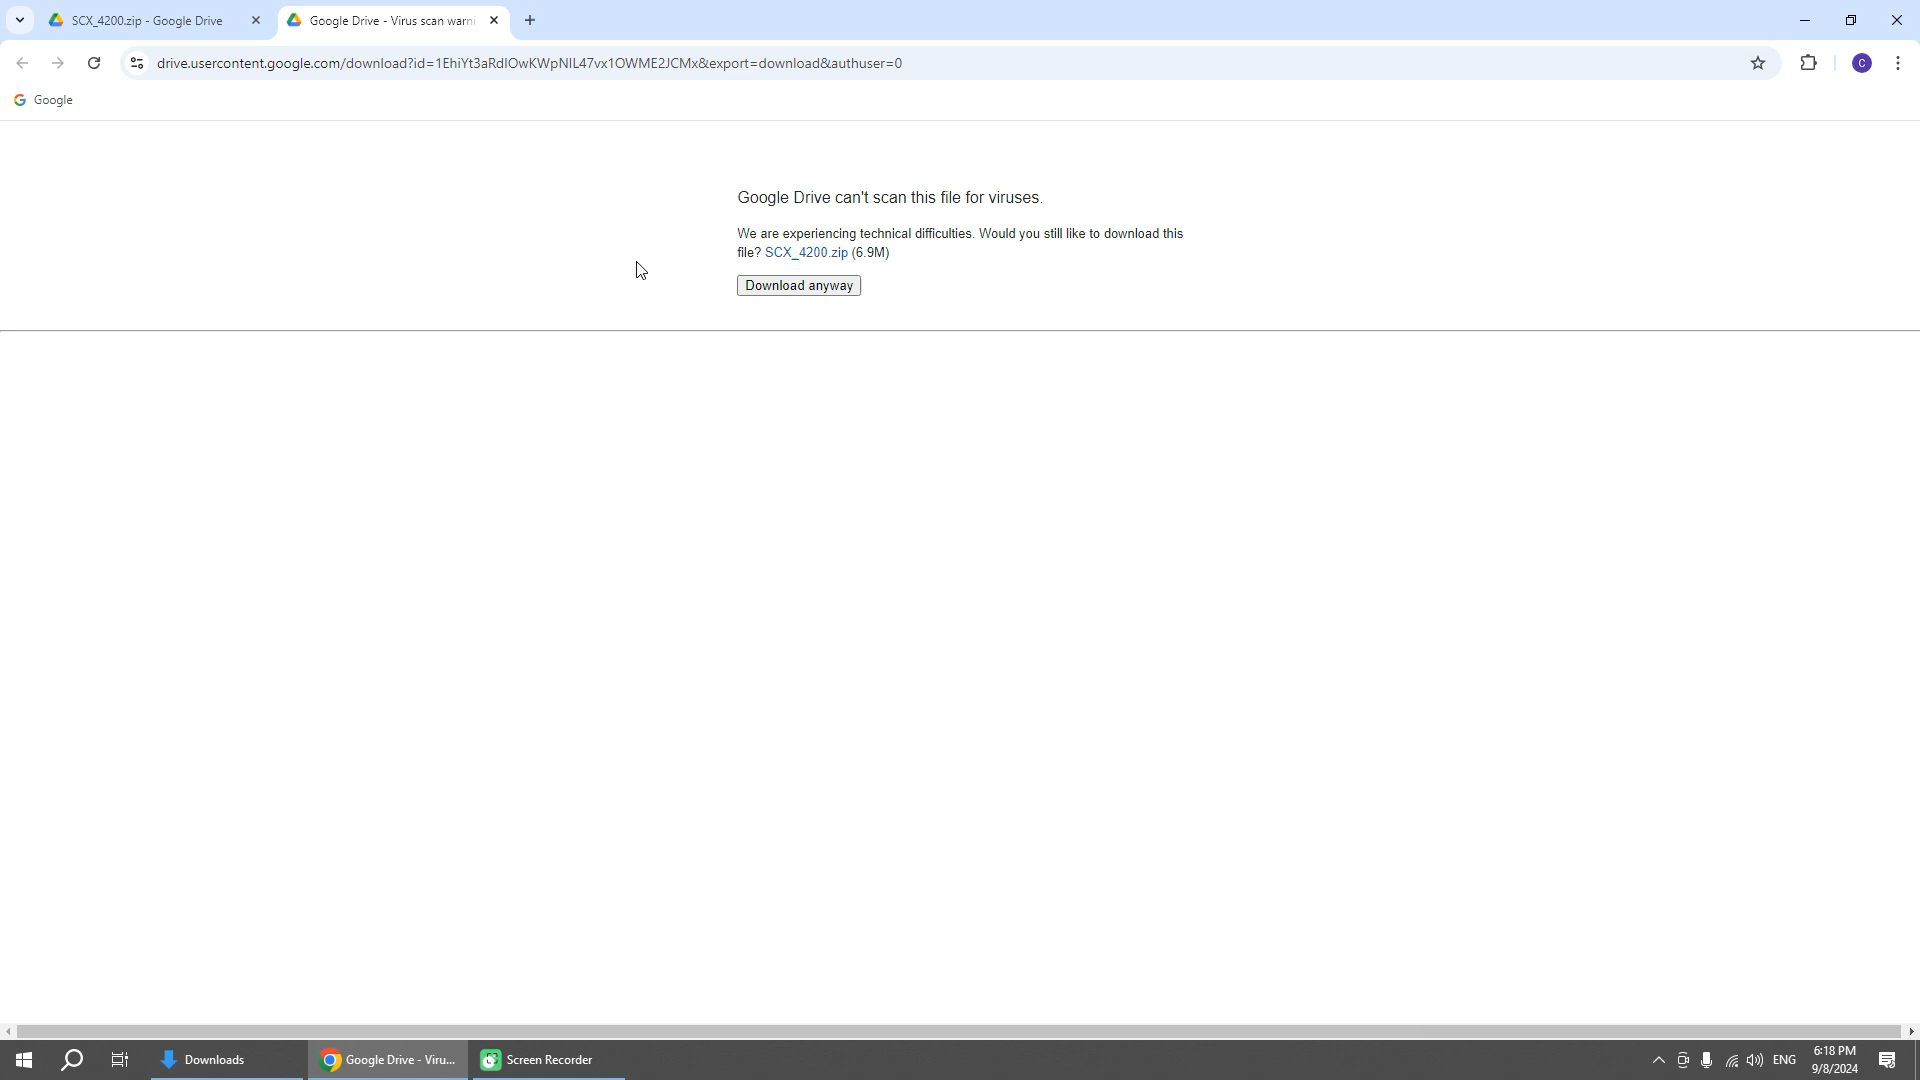 SCX_4200.zip - Google Drive
Google Drive - Virus scan warni
drive.usercontent.google.com/download?id=1EhiYt3aRdIOwKWpNIL47vx1OWME2JCMx&export=download&authuser=0
C
Google
Google Drive can't scan this file for viruses.
We are experiencing technical difficulties. Would you still like to download this
file? SCX_4200.zip (6.9M)
Download anyway
Downloads
Google Drive - Viru...
Screen Recorder
ENG
6:18 PM
9/8/2024